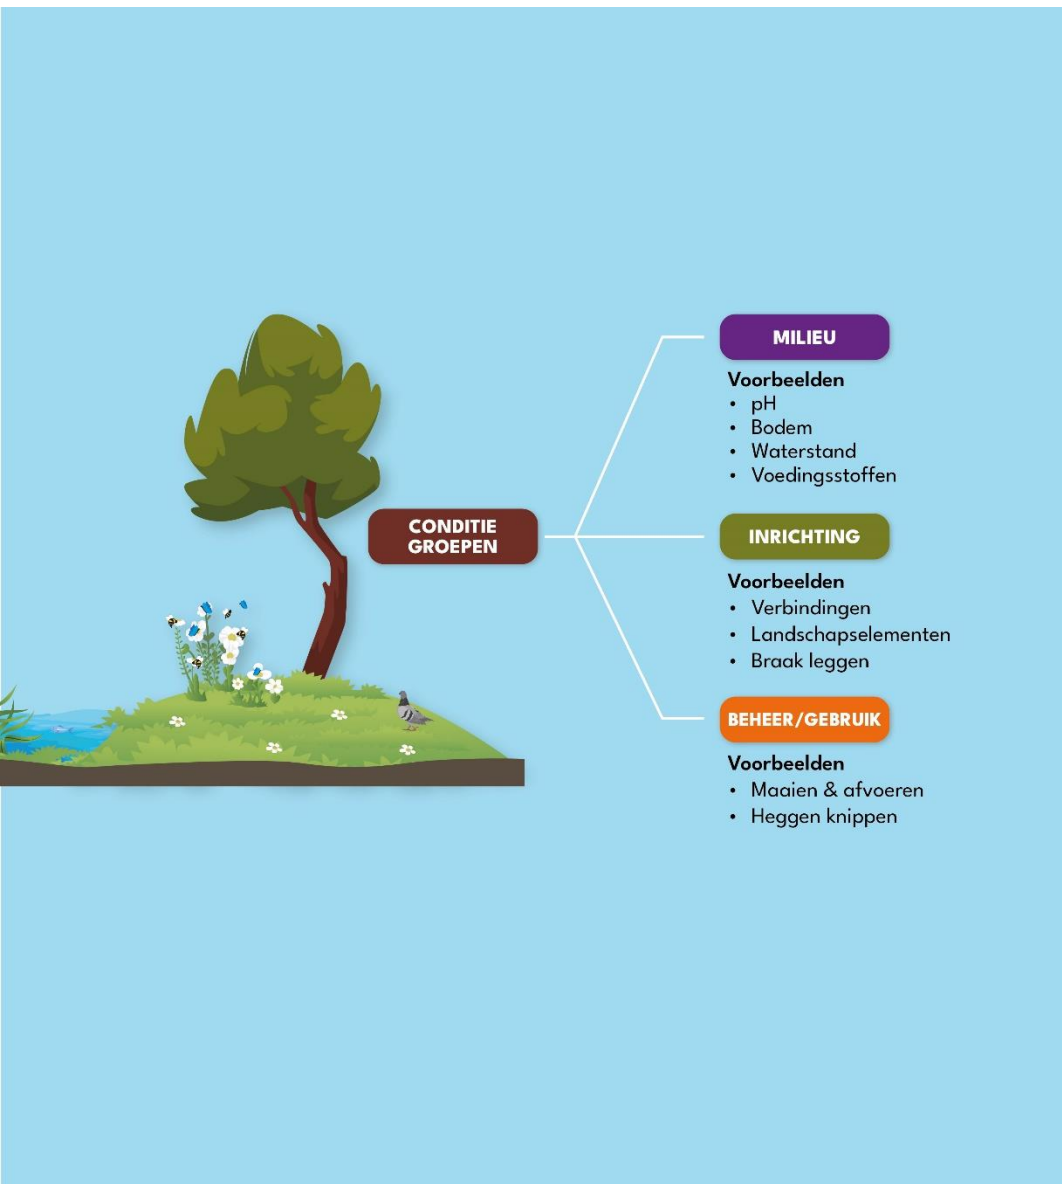 CONDITIE
GROEPEN
MILIEU
Voorbeelden
• pH
• Bodem
• Waterstand
• Voedingsstoffen
INRICHTING
Voorbeelden
• Verbindingen
• Landschapselementen
• Braak leggen
BEHEER/GEBRUIK
Voorbeelden
• Maaien & afvoeren
• Heggen knippen